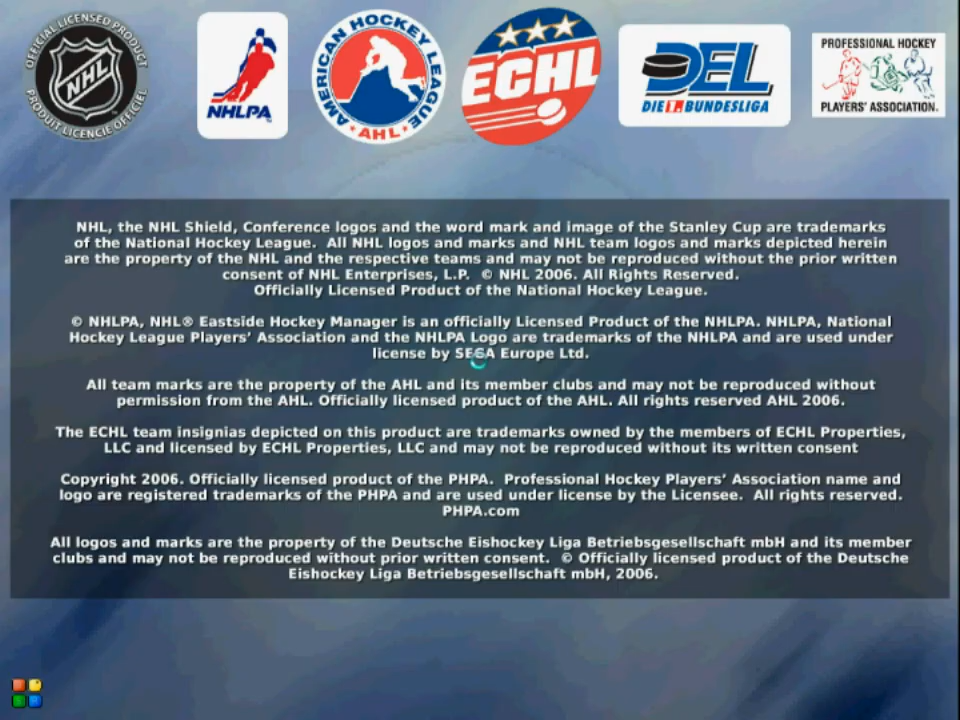 OFFICIAL LICENSED PRODUCT
NHL
PRODUIT LICENCIE OFFICIEL
NHLPA
AMERICAN HOCKEY LEAGUE
AHL
ECHL
DEL
DIE 1. BUNDESLIGA
PROFESSIONAL HOCKEY
PLAYERS' ASSOCIATION.
NHL, the NHL Shield, Conference logos and the word mark and image of the Stanley Cup are trademarks
of the National Hockey League. All NHL logos and marks and NHL team logos and marks depicted herein
are the property of the NHL and the respective teams and may not be reproduced without the prior written
consent of NHL Enterprises, L.P. © NHL 2006. All Rights Reserved.
Officially Licensed Product of the National Hockey League.
© NHLPA, NHL® Eastside Hockey Manager is an officially Licensed Product of the NHLPA. NHLPA, National
Hockey League Players’ Association and the NHLPA Logo are trademarks of the NHLPA and are used under
license by SEGA Europe Ltd.
All team marks are the property of the AHL and its member clubs and may not be reproduced without
permission from the AHL. Officially licensed product of the AHL. All rights reserved AHL 2006.
The ECHL team insignias depicted on this product are trademarks owned by the members of ECHL Properties,
LLC and licensed by ECHL Properties, LLC and may not be reproduced without its written consent
Copyright 2006. Officially licensed product of the PHPA. Professional Hockey Players’ Association name and
logo are registered trademarks of the PHPA and are used under license by the Licensee. All rights reserved.
PHPA.com
All logos and marks are the property of the Deutsche Eishockey Liga Betriebsgesellschaft mbH and its member
clubs and may not be reproduced without prior written consent. © Officially licensed product of the Deutsche
Eishockey Liga Betriebsgesellschaft mbH, 2006.